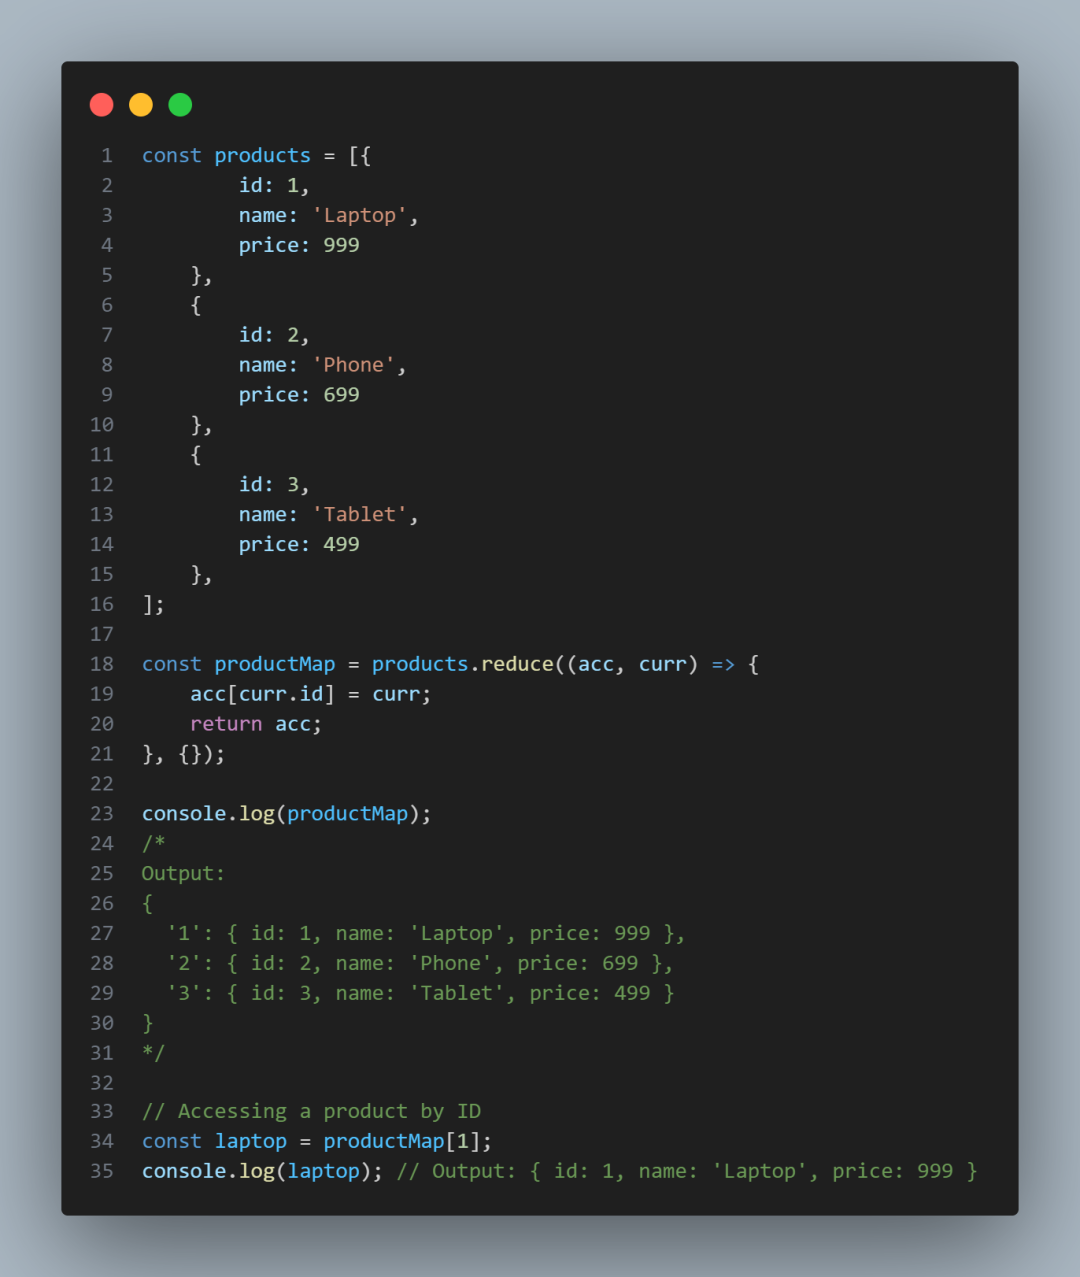 1 const products = [{
2         id: 1,
3         name: 'Laptop',
4         price: 999
5     },
6     {
7         id: 2,
8         name: 'Phone',
9         price: 699
10     },
11     {
12         id: 3,
13         name: 'Tablet',
14         price: 499
15     },
16 ];
17
18 const productMap = products.reduce((acc, curr) => {
19     acc[curr.id] = curr;
20     return acc;
21 }, {});
22
23 console.log(productMap);
24 /*
25 Output:
26 {
27   '1': { id: 1, name: 'Laptop', price: 999 },
28   '2': { id: 2, name: 'Phone', price: 699 },
29   '3': { id: 3, name: 'Tablet', price: 499 }
30 }
31 */
32
33 // Accessing a product by ID
34 const laptop = productMap[1];
35 console.log(laptop); // Output: { id: 1, name: 'Laptop', price: 999 }